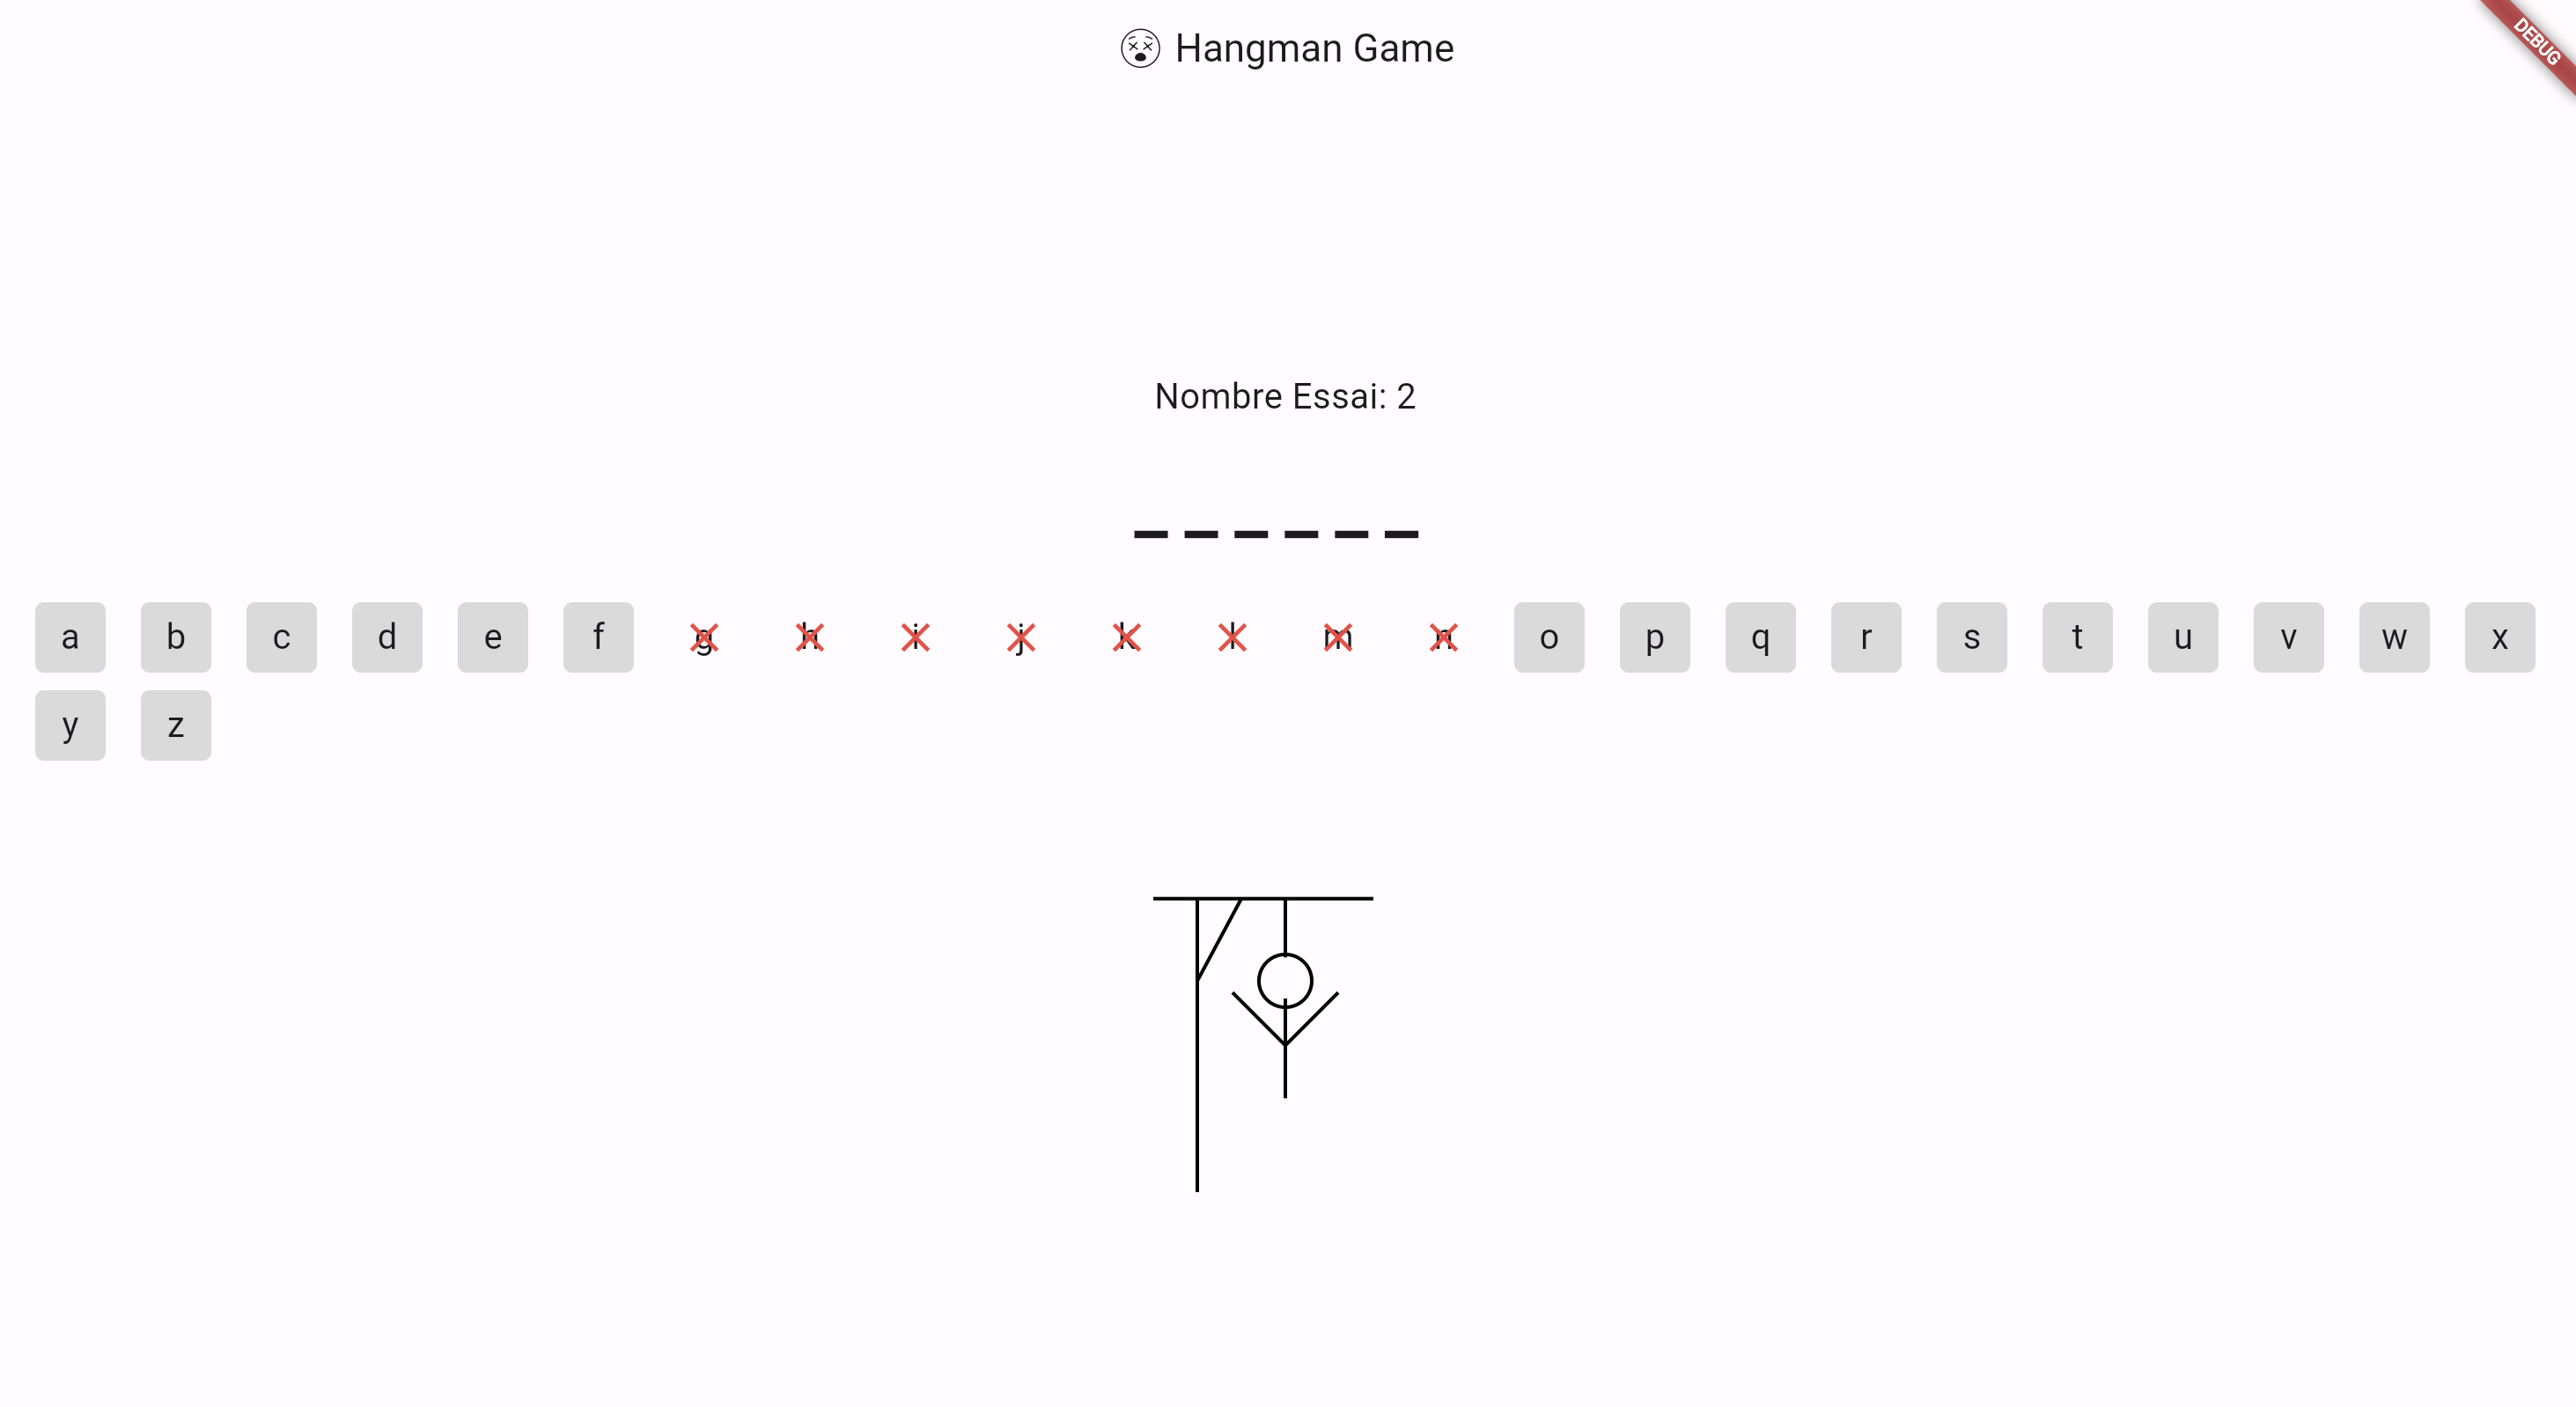 😵 Hangman Game
DEBUG
Nombre Essai: 2
_ _ _ _ _ _
a b c d e f g h i j k l m n o p q r s t u v w x
y z